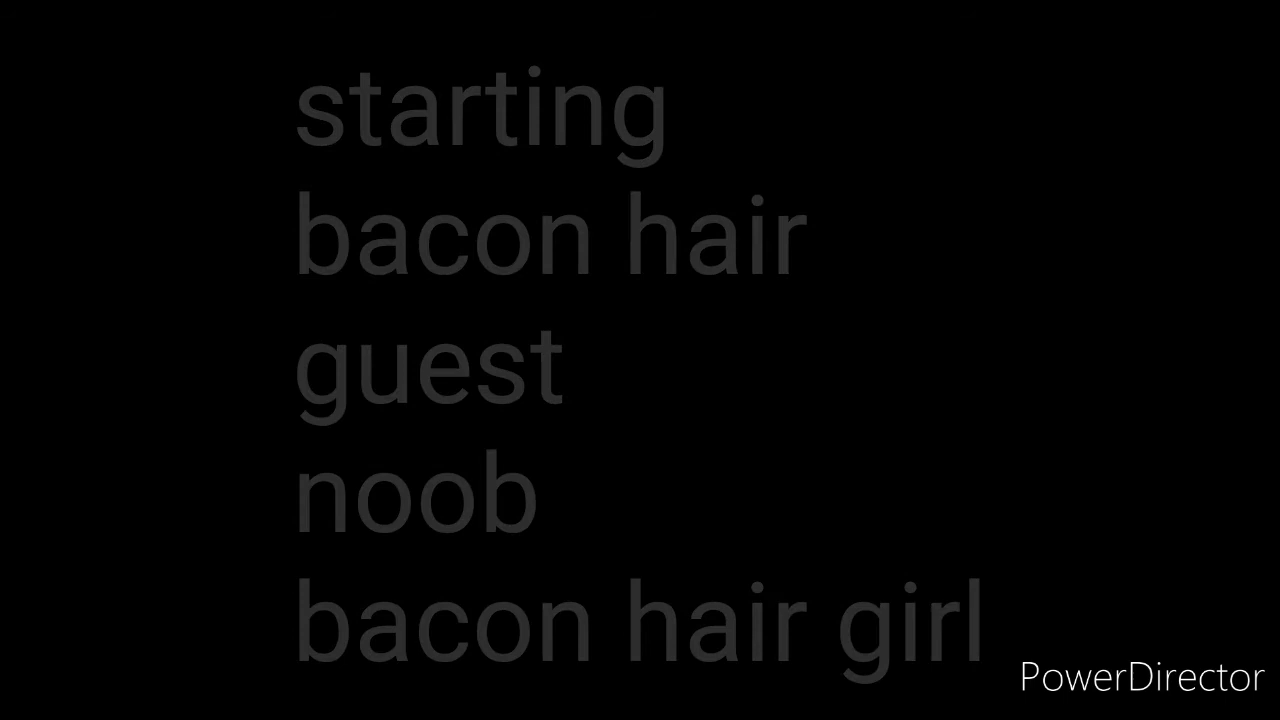 starting
bacon hair
guest
noob
bacon hair girl
PowerDirector